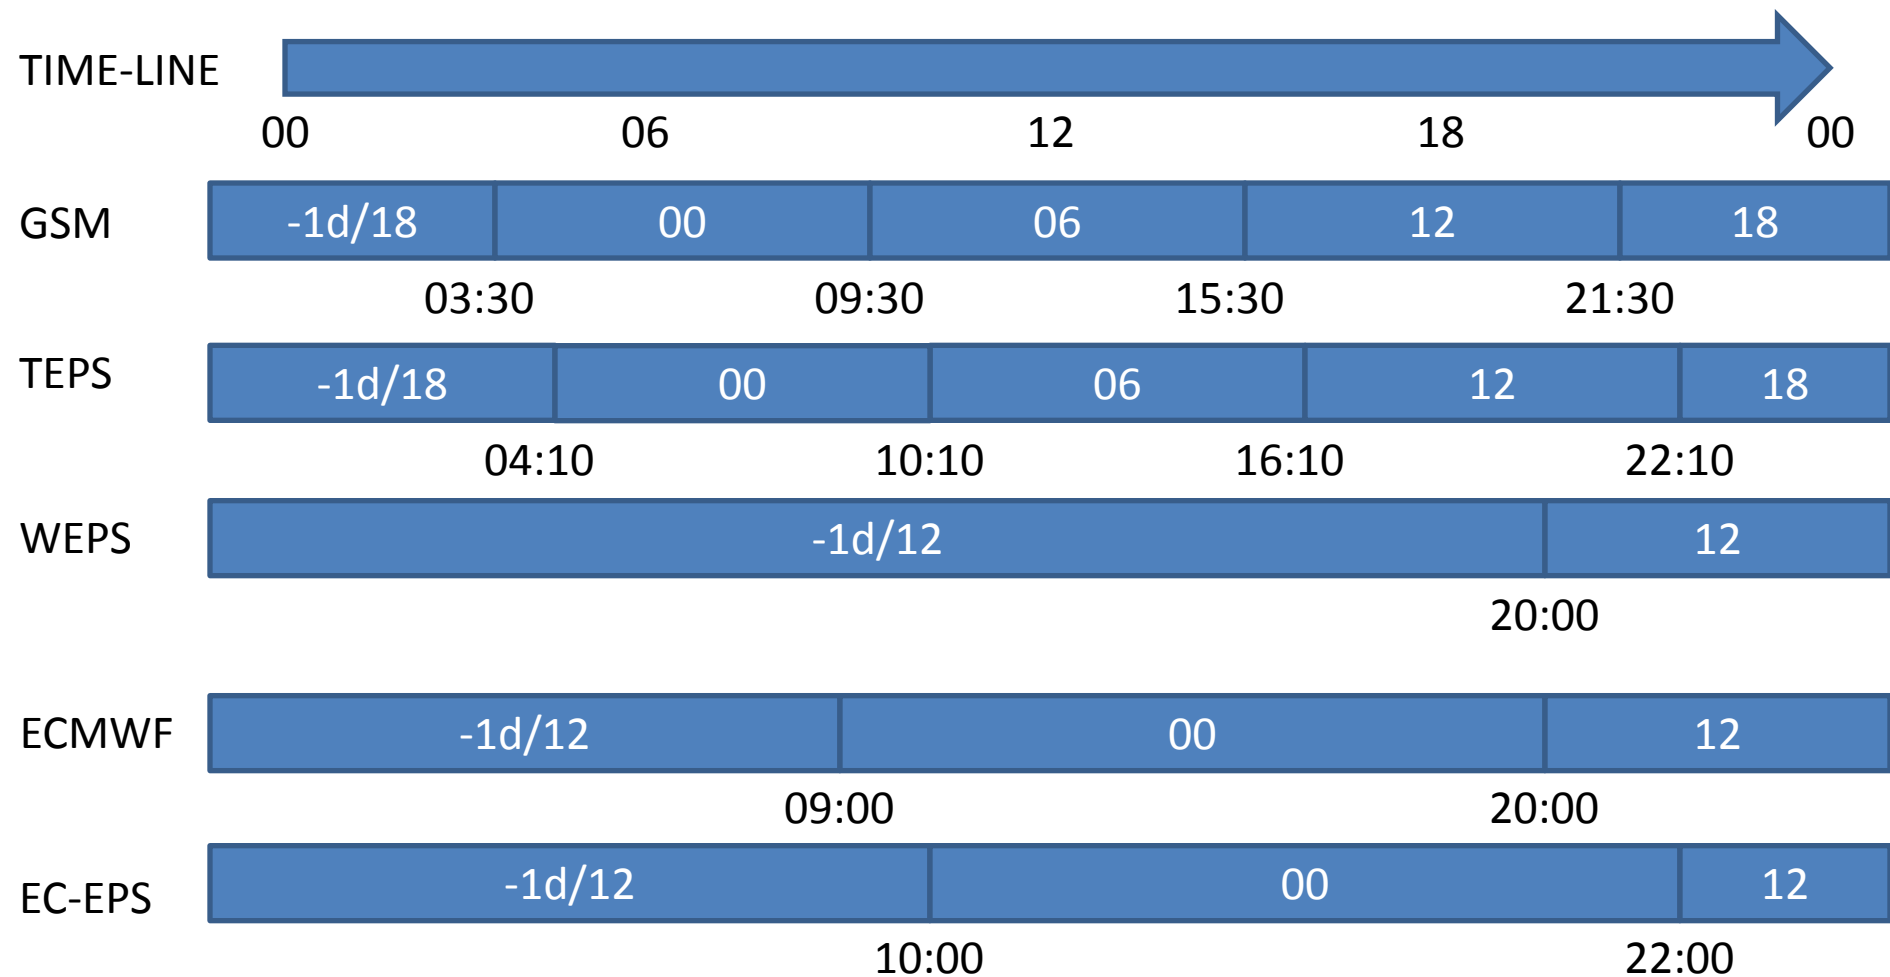 TIME-LINE
00 06 12 18 00
GSM -1d/18 00 06 12 18
03:30 09:30 15:30 21:30
TEPS -1d/18 00 06 12 18
04:10 10:10 16:10 22:10
WEPS -1d/12 12
20:00
ECMWF -1d/12 00 12
09:00 20:00
EC-EPS -1d/12 00 12
10:00 22:00